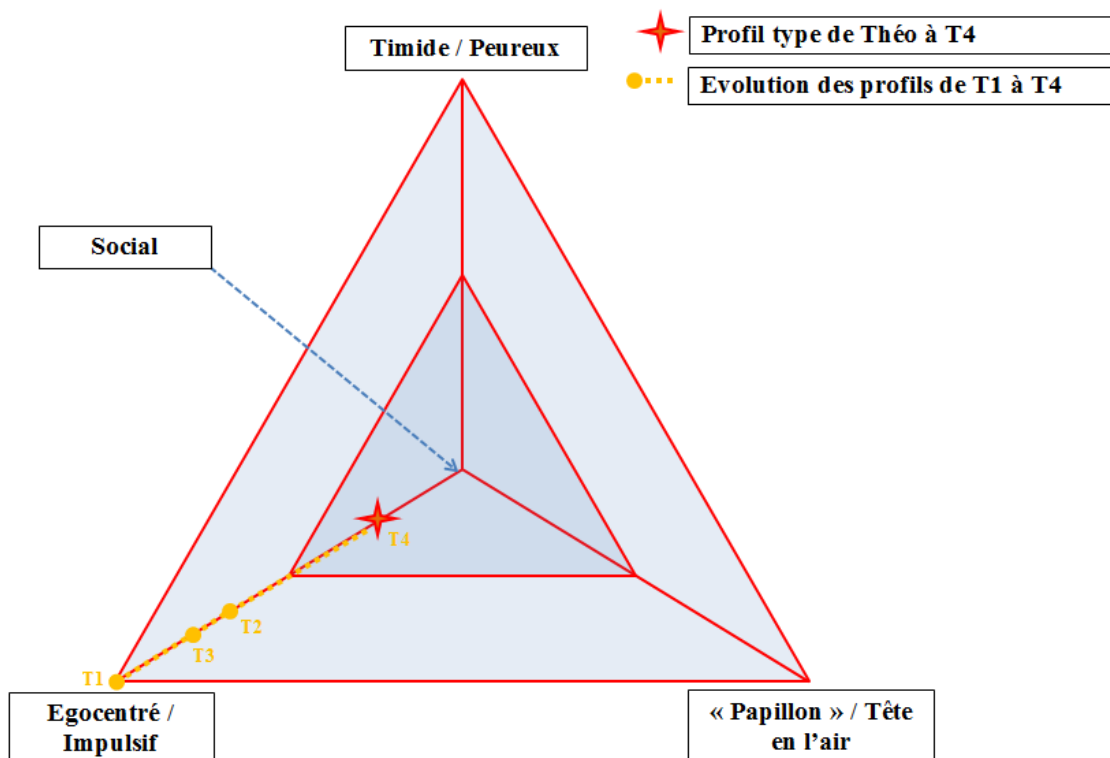 Profil type de Théo à T4
Timide / Peureux
Evolution des profils de T1 à T4
Social
T4
T2
T3
T1
Egocentré /
Impulsif
« Papillon » / Tête
en l’air